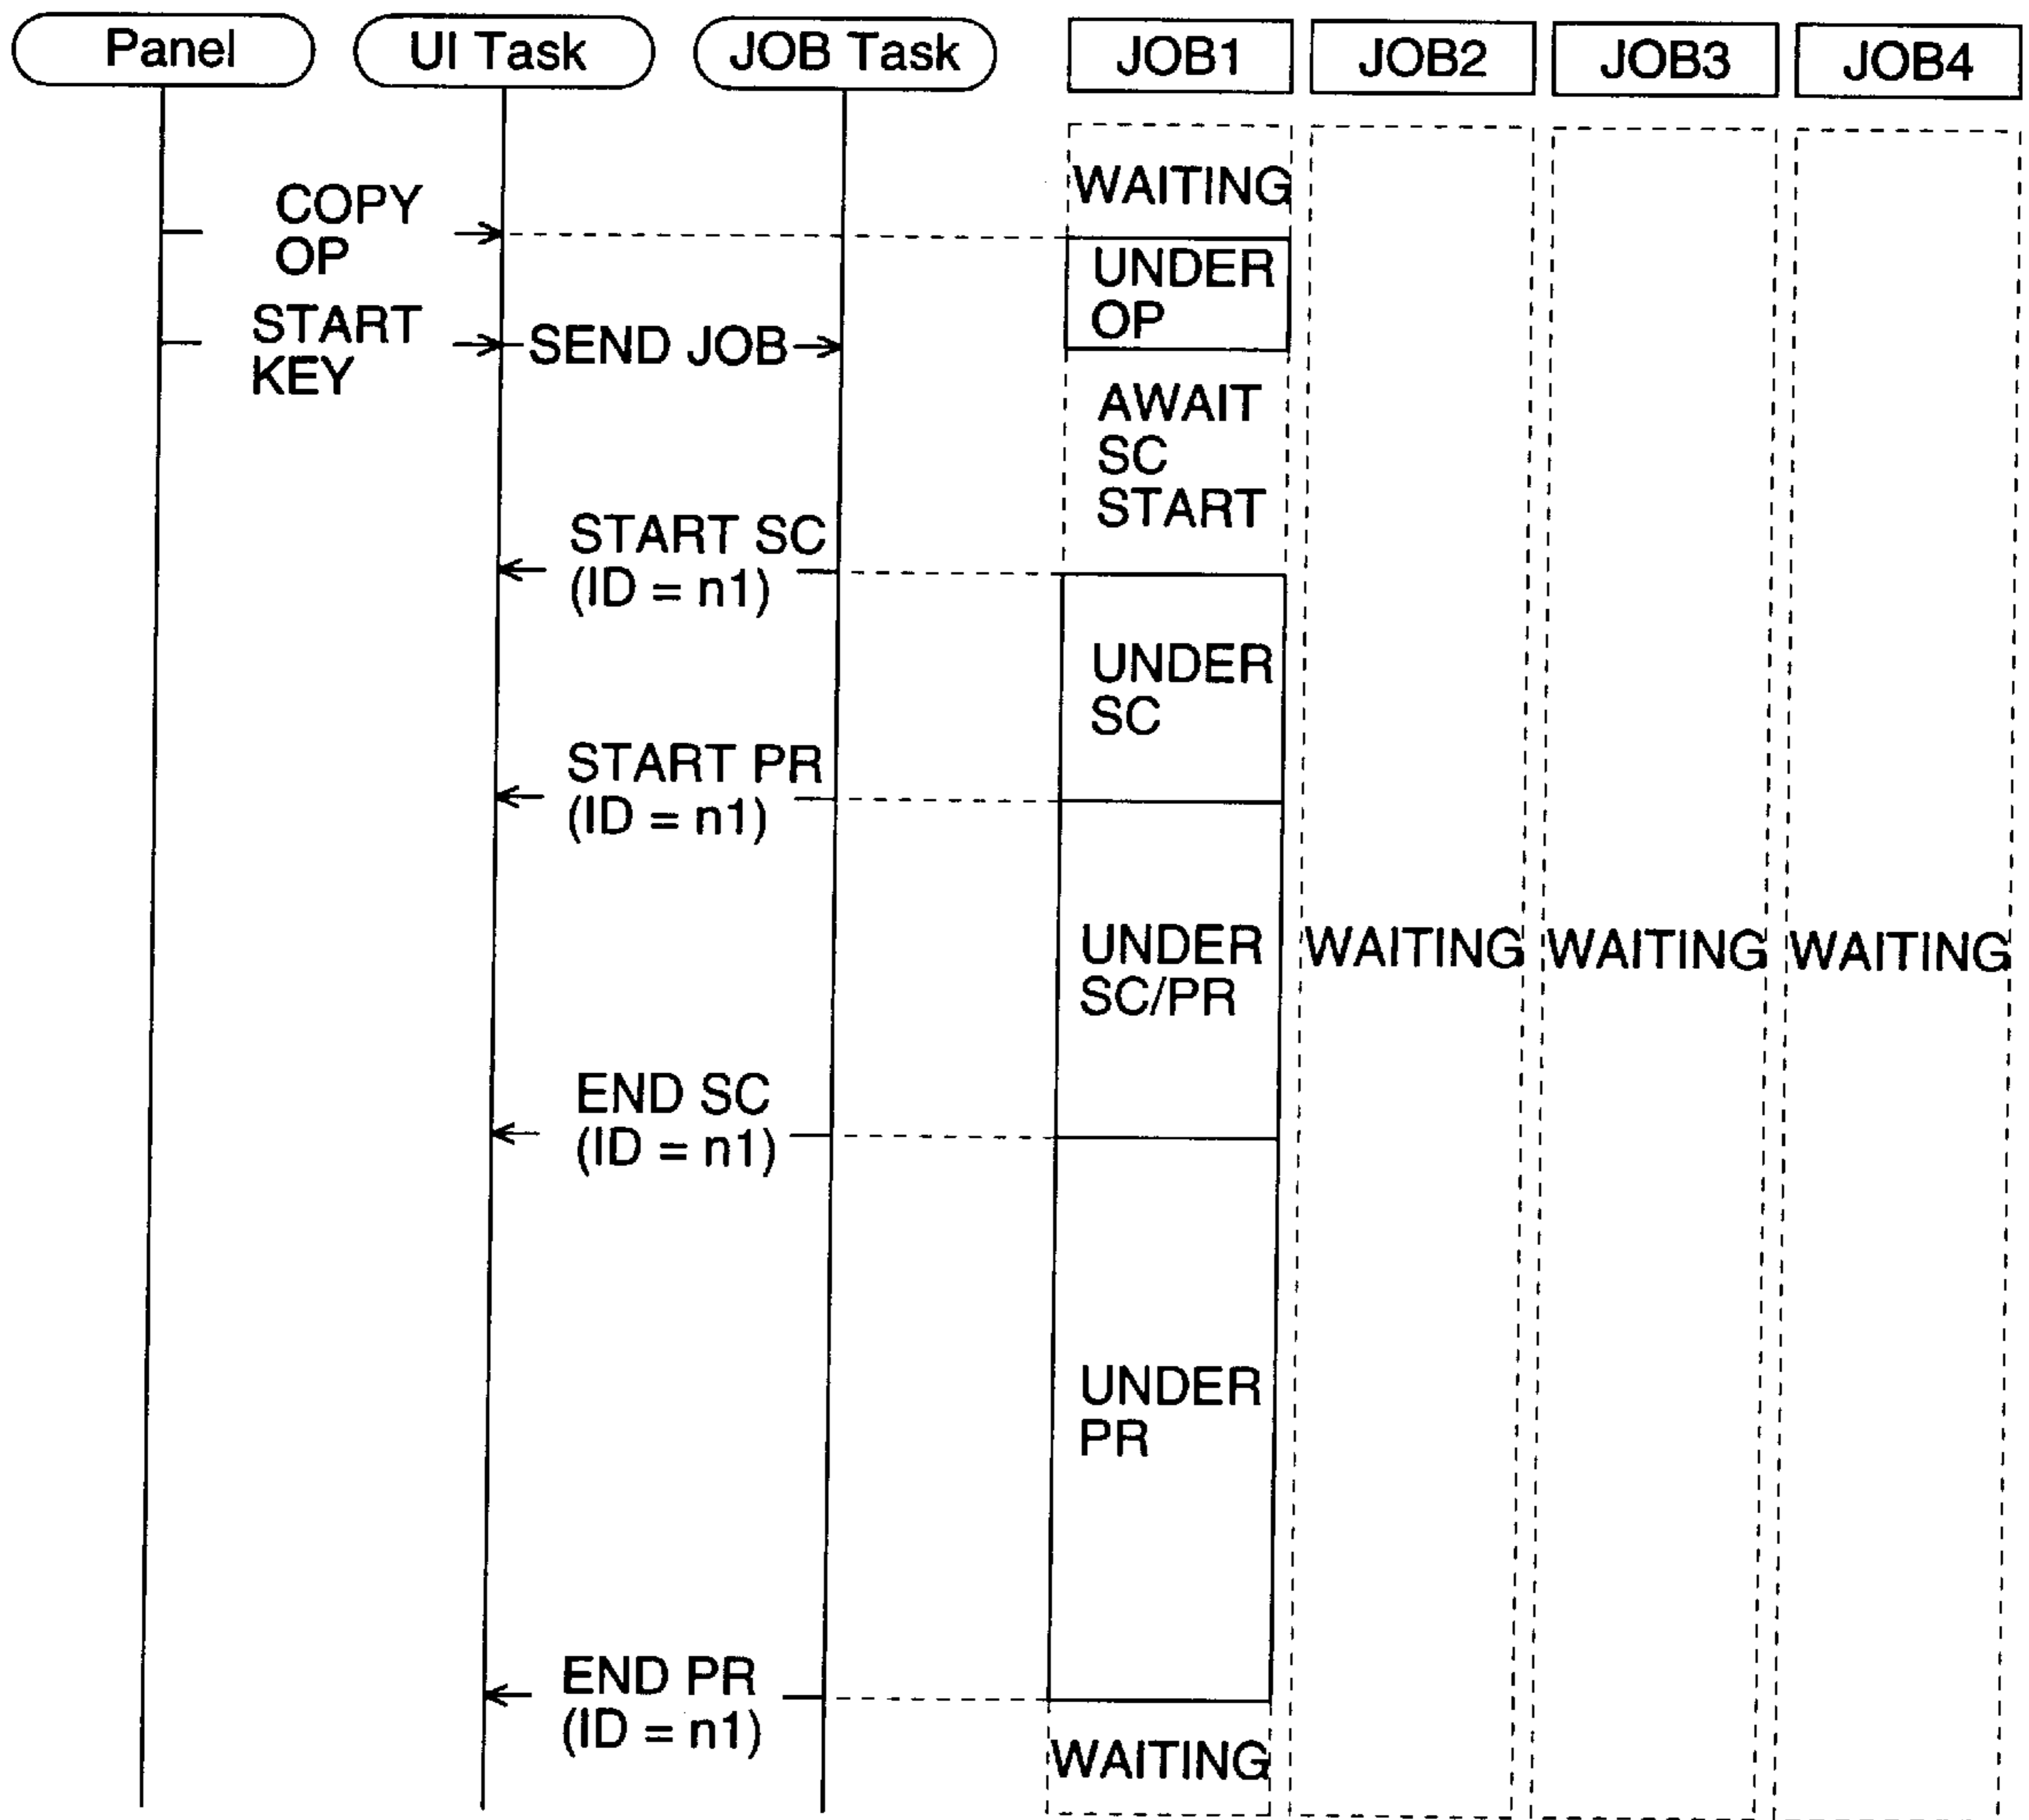 Panel
UI Task
JOB Task
JOB1
JOB2
JOB3
JOB4
WAITING
COPY
OP
UNDER
OP
START
KEY
SEND JOB
AWAIT
SC
START
START SC
(ID = n1)
UNDER
SC
START PR
(ID = n1)
UNDER
SC/PR
WAITING
WAITING
WAITING
END SC
(ID = n1)
UNDER
PR
END PR
(ID = n1)
WAITING